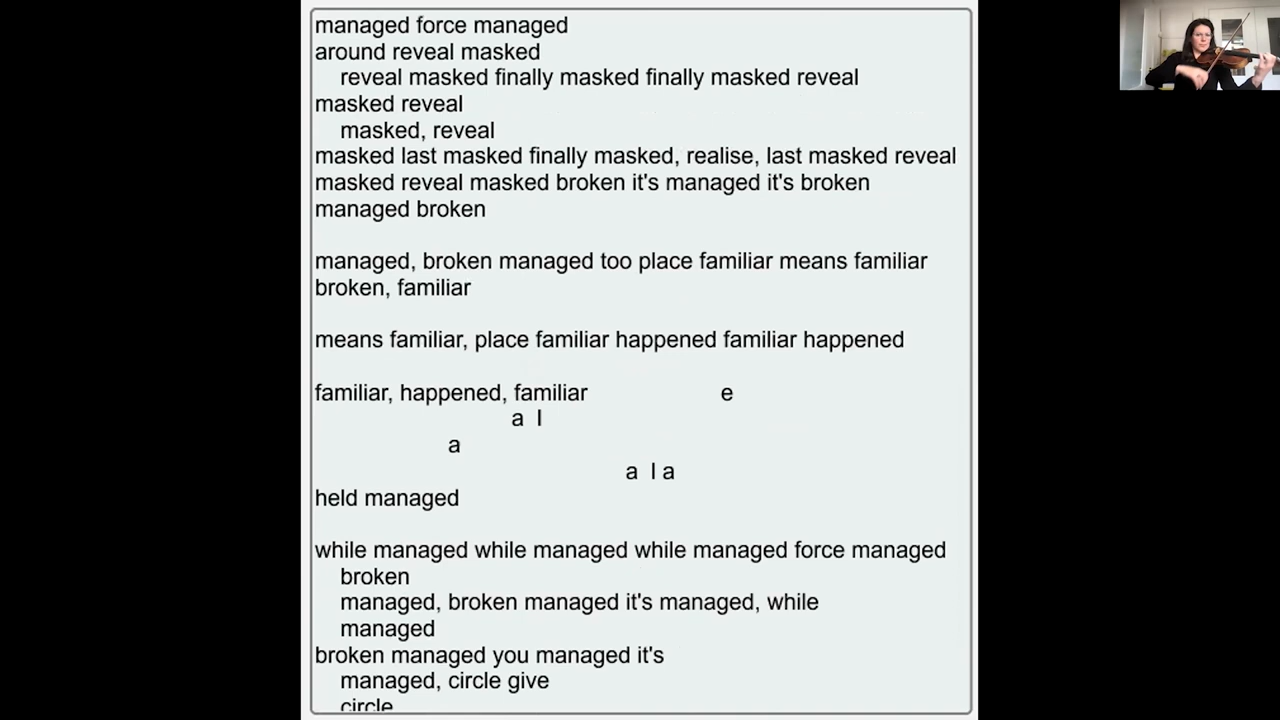 managed force managed
around reveal masked
reveal masked finally masked finally masked reveal
masked reveal
masked, reveal
masked last masked finally masked, realise, last masked reveal
masked reveal masked broken it's managed it's broken
managed broken
managed, broken managed too place familiar means familiar
broken, familiar
means familiar, place familiar happened familiar happened
familiar, happened, familiar e
a l
a
a l a
held managed
while managed while managed while managed force managed
broken
managed, broken managed it's managed, while
managed
broken managed you managed it's
managed, circle give
circle